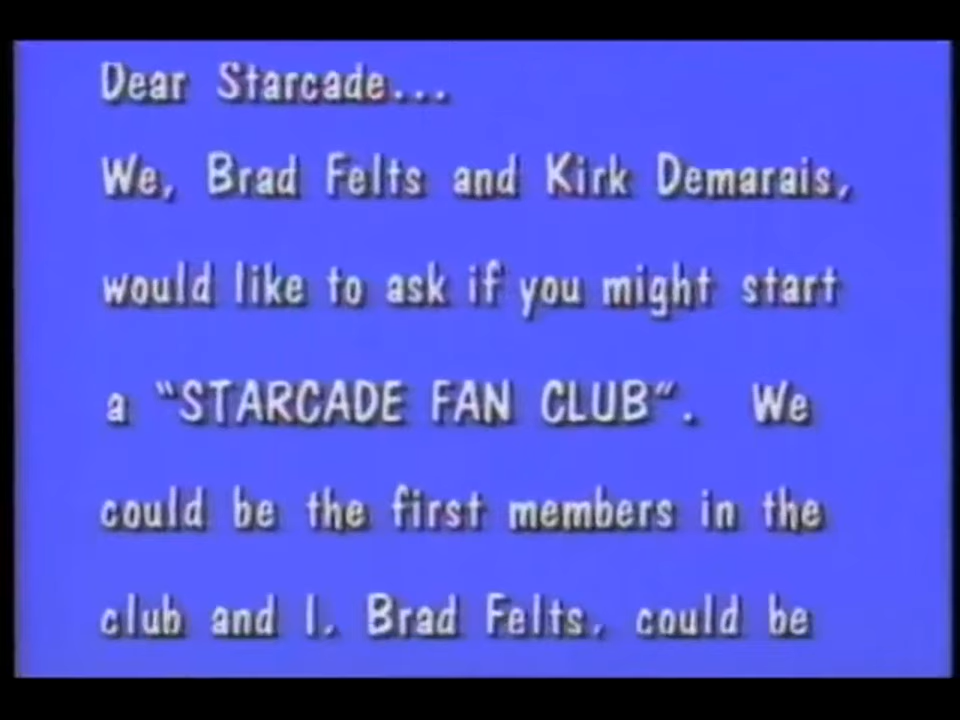 Dear Starcade...
We, Brad Felts and Kirk Demarais,
would like to ask if you might start
a "STARCADE FAN CLUB". We
could be the first members in the
club and I, Brad Felts, could be